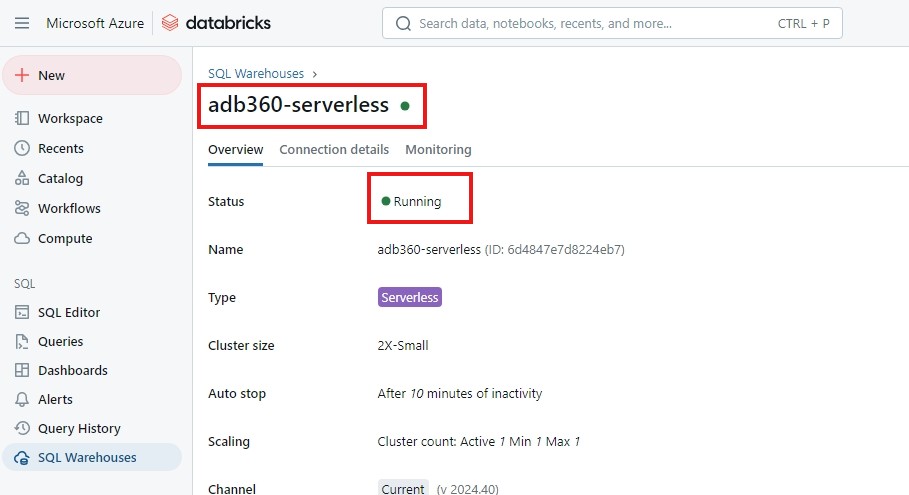 Microsoft Azure databricks Search data, notebooks, recents, and more... CTRL + P
New
Workspace
Recents
Catalog
Workflows
Compute
SQL
SQL Editor
Queries
Dashboards
Alerts
Query History
SQL Warehouses
SQL Warehouses >
adb360-serverless
Overview Connection details Monitoring
Status Running
Name adb360-serverless (ID: 6d4847e7d8224eb7)
Type Serverless
Cluster size 2X-Small
Auto stop After 10 minutes of inactivity
Scaling Cluster count: Active 1 Min 1 Max 1
Channel Current (v 2024.40)